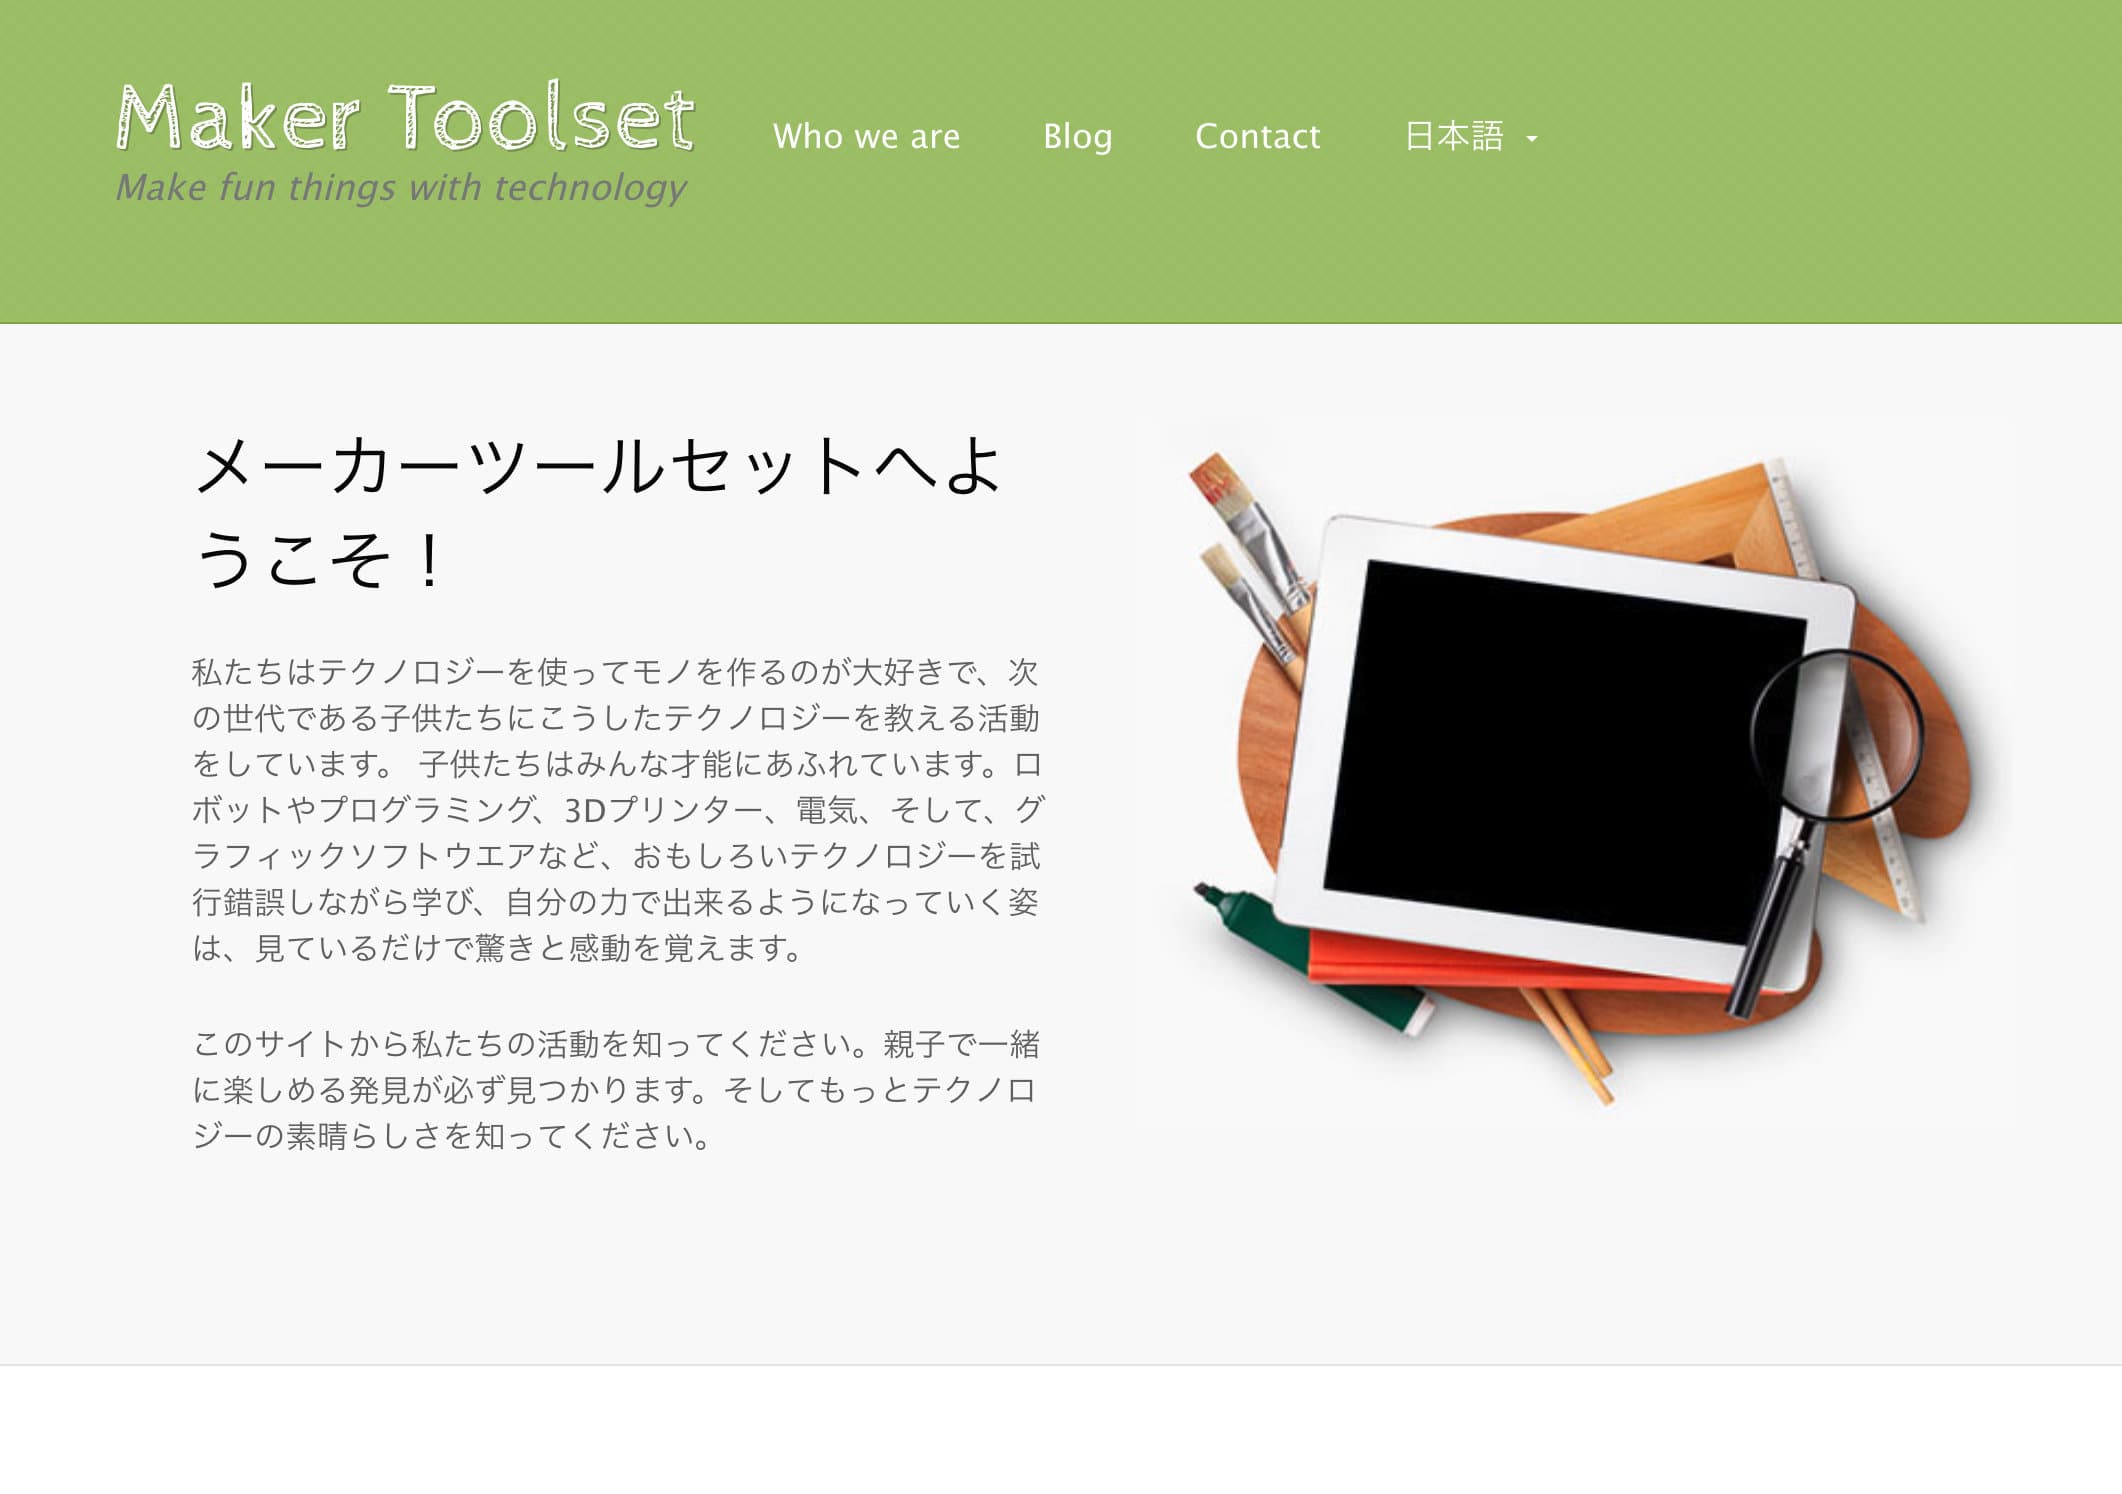 Maker Toolset
Make fun things with technology
Who we are
Blog
Contact
日本語
メーカーツールセットへよ
うこそ！
私たちはテクノロジーを使ってモノを作るのが大好きで、次
の世代である子供たちにこうしたテクノロジーを教える活動
をしています。 子供たちはみんな才能にあふれています。ロ
ボットやプログラミング、3Dプリンター、電気、そして、グ
ラフィックソフトウエアなど、おもしろいテクノロジーを試
行錯誤しながら学び、自分の力で出来るようになっていく姿
は、見ているだけで驚きと感動を覚えます。
このサイトから私たちの活動を知ってください。親子で一緒
に楽しめる発見が必ず見つかります。そしてもっとテクノロ
ジーの素晴らしさを知ってください。